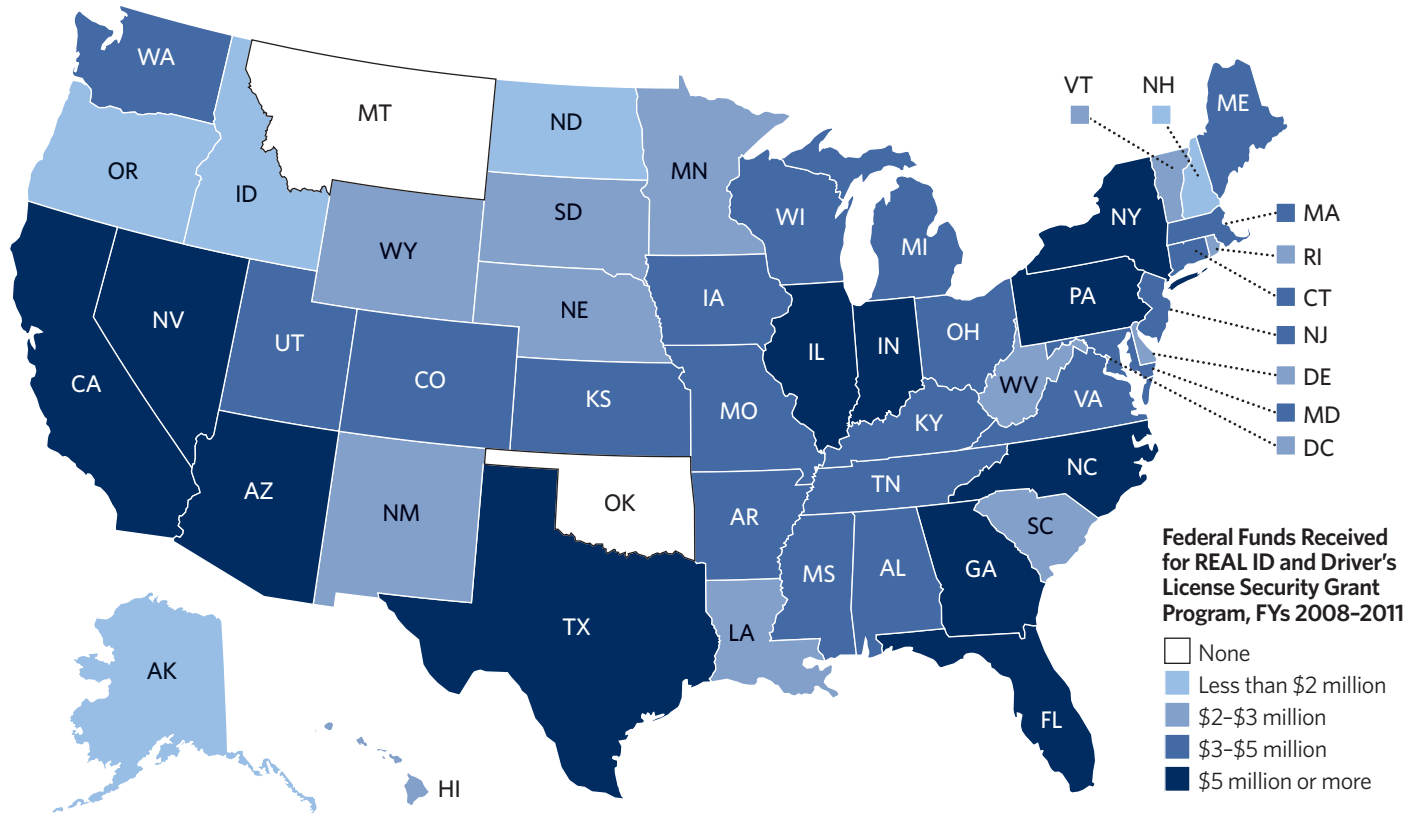 WA
MT
ND
VT
NH
ME
OR
ID
MN
SD
WI
NY
MA
WY
MI
RI
IA
PA
CT
NE
NV
OH
NJ
UT
IL
IN
CO
DE
CA
WV
KS
VA
MO
MD
KY
DC
NC
AZ
TN
OK
NM
AR
SC
MS
AL
GA
TX
LA
AK
FL
HI
Federal Funds Received
for REAL ID and Driver’s
License Security Grant
Program, FYs 2008–2011
None
Less than $2 million
$2–$3 million
$3–$5 million
$5 million or more